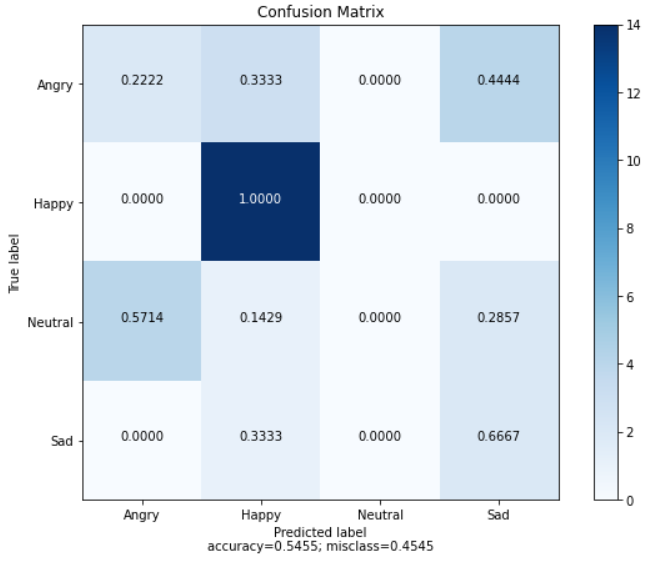 Confusion Matrix
14
Angry 0.2222 0.3333 0.0000 0.4444
12
10
Happy 0.0000 1.0000 0.0000 0.0000
8
True label
6
Neutral 0.5714 0.1429 0.0000 0.2857
4
2
Sad 0.0000 0.3333 0.0000 0.6667
0
Angry Happy Neutral Sad
Predicted label
accuracy=0.5455; misclass=0.4545